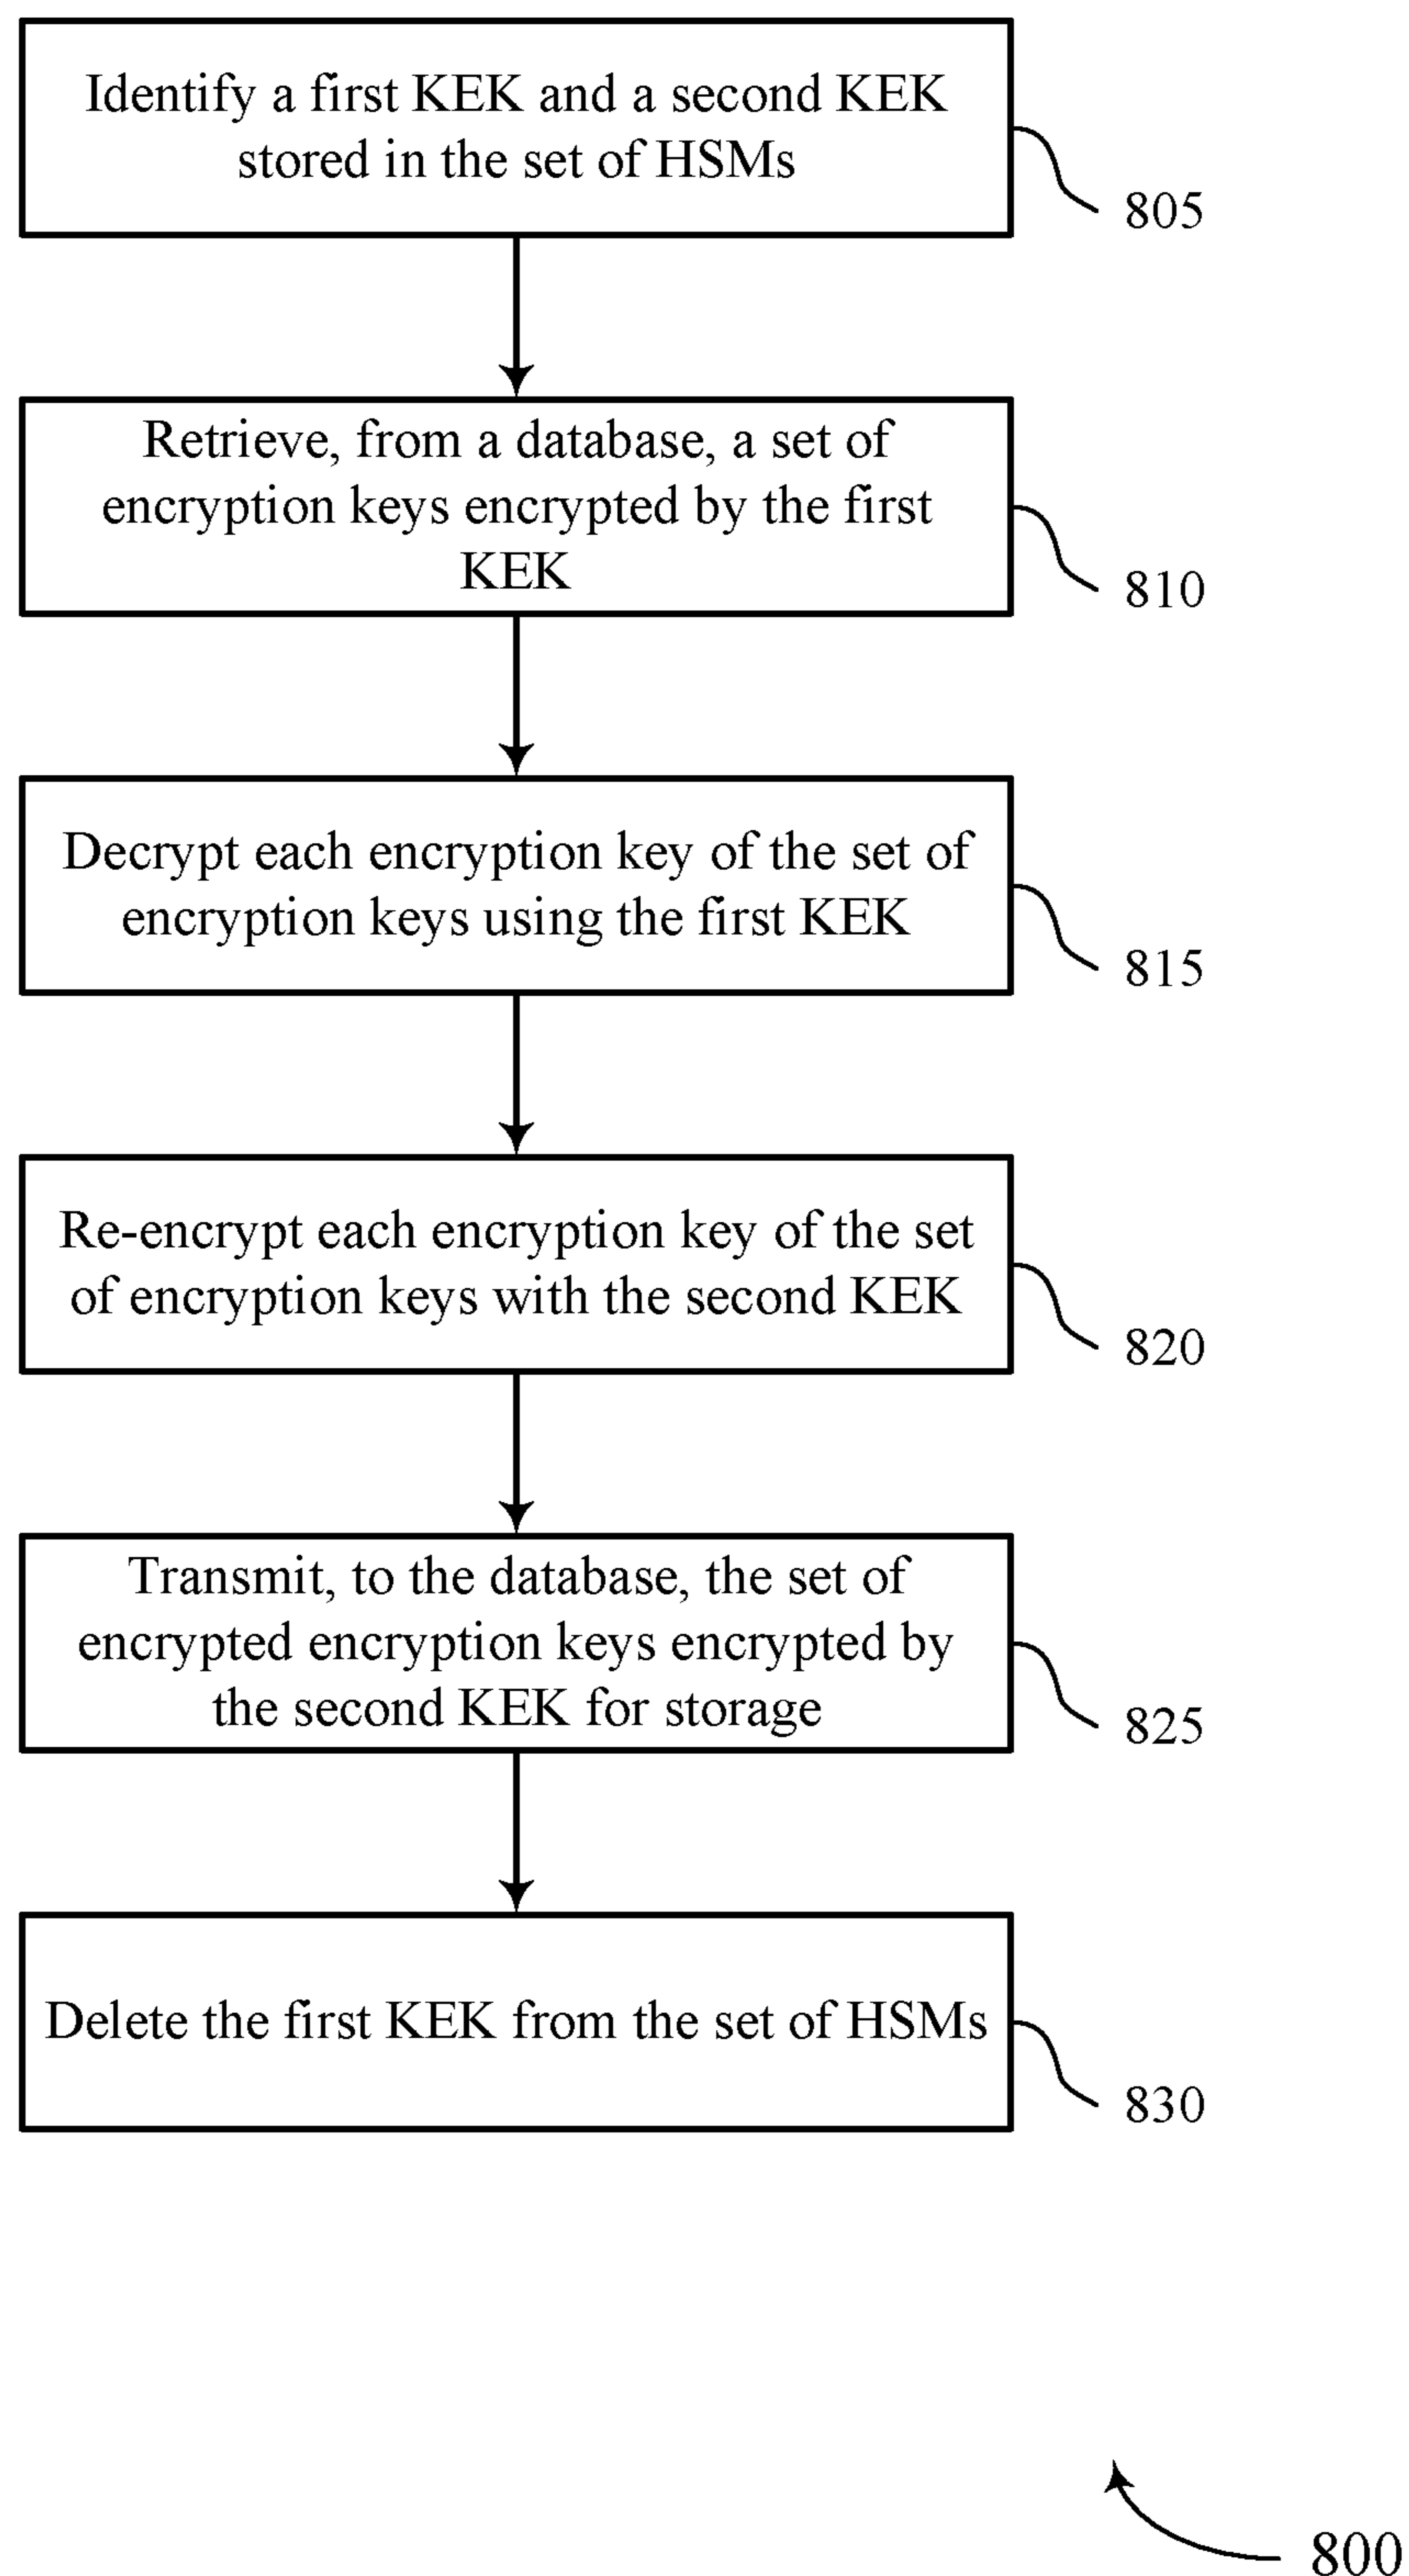 Identify a first KEK and a second KEK
stored in the set of HSMs
805
Retrieve, from a database, a set of
encryption keys encrypted by the first
KEK
810
Decrypt each encryption key of the set of
encryption keys using the first KEK
815
Re-encrypt each encryption key of the set
of encryption keys with the second KEK
820
Transmit, to the database, the set of
encrypted encryption keys encrypted by
the second KEK for storage
825
Delete the first KEK from the set of HSMs
830
800